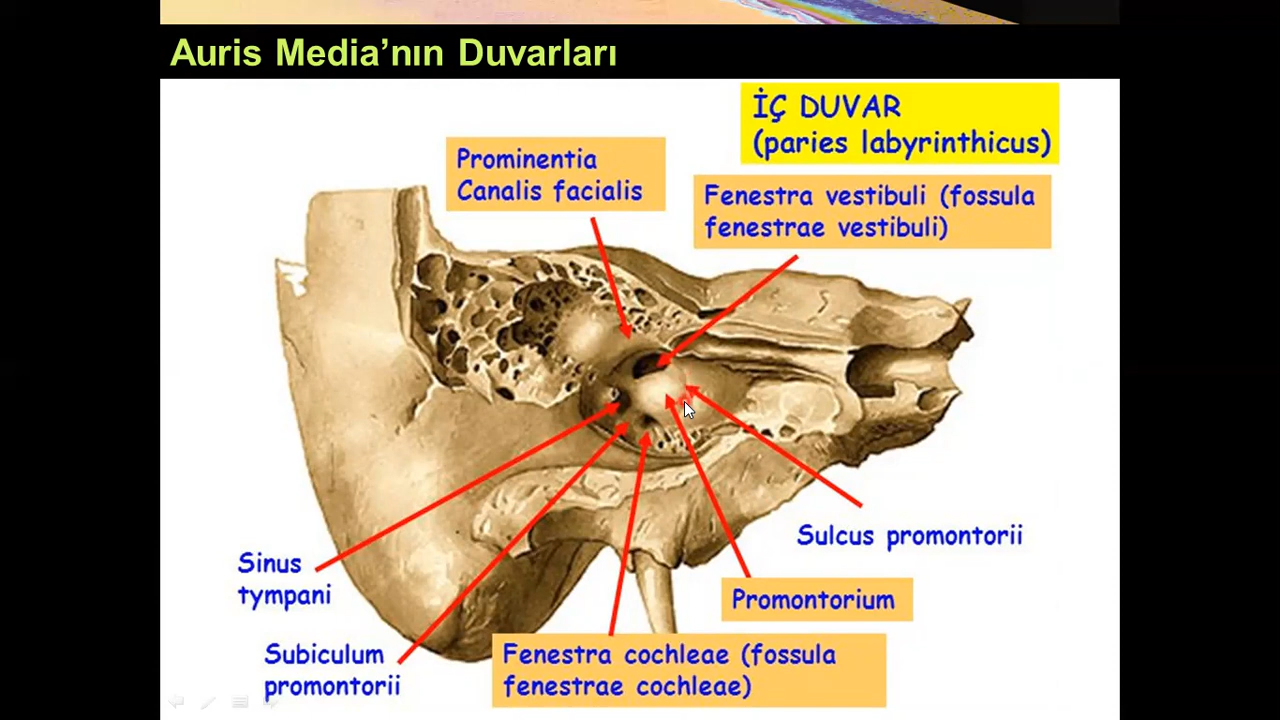 Auris Media’nın Duvarları
İÇ DUVAR
(paries labyrinthicus)
Prominentia
Canalis facialis
Fenestra vestibuli (fossula
fenestrae vestibuli)
Sulcus promontorii
Sinus
tympani
Promontorium
Subiculum
promontorii
Fenestra cochleae (fossula
fenestrae cochleae)